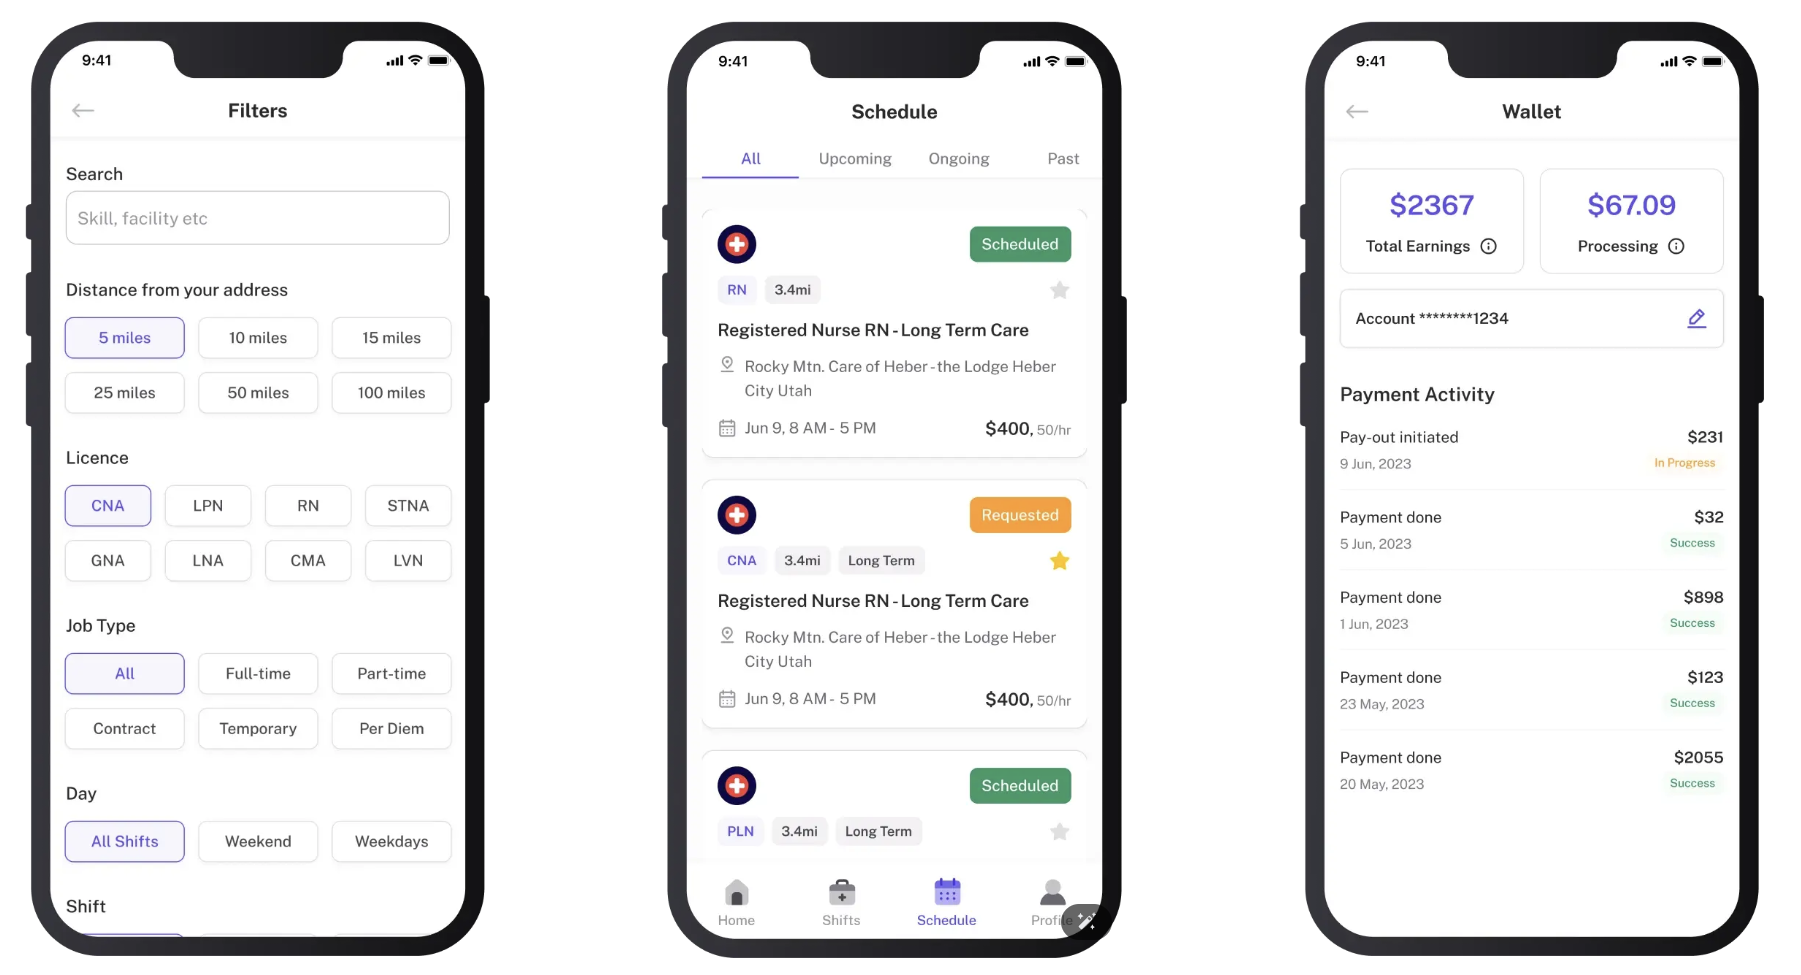 9:41
Filters
Search
Skill, facility etc
Distance from your address
5 miles
10 miles
15 miles
25 miles
50 miles
100 miles
Licence
CNA
LPN
RN
STNA
GNA
LNA
CMA
LVN
Job Type
All
Full-time
Part-time
Contract
Temporary
Per Diem
Day
All Shifts
Weekend
Weekdays
Shift
9:41
Schedule
All
Upcoming
Ongoing
Past
Scheduled
RN
3.4mi
Registered Nurse RN - Long Term Care
Rocky Mtn. Care of Heber - the Lodge Heber
City Utah
Jun 9, 8 AM - 5 PM
$400, 50/hr
Requested
CNA
3.4mi
Long Term
Registered Nurse RN - Long Term Care
Rocky Mtn. Care of Heber - the Lodge Heber
City Utah
Jun 9, 8 AM - 5 PM
$400, 50/hr
Scheduled
PLN
3.4mi
Long Term
Home
Shifts
Schedule
Profile
9:41
Wallet
$2367
Total Earnings
$67.09
Processing
Account ********1234
Payment Activity
Pay-out initiated
$231
9 Jun, 2023
In Progress
Payment done
$32
5 Jun, 2023
Success
Payment done
$898
1 Jun, 2023
Success
Payment done
$123
23 May, 2023
Success
Payment done
$2055
20 May, 2023
Success